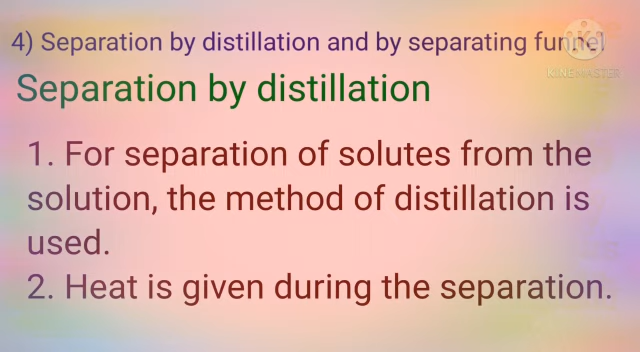 4) Separation by distillation and by separating funnel
KINEMASTER
Separation by distillation
1. For separation of solutes from the
solution, the method of distillation is
used.
2. Heat is given during the separation.